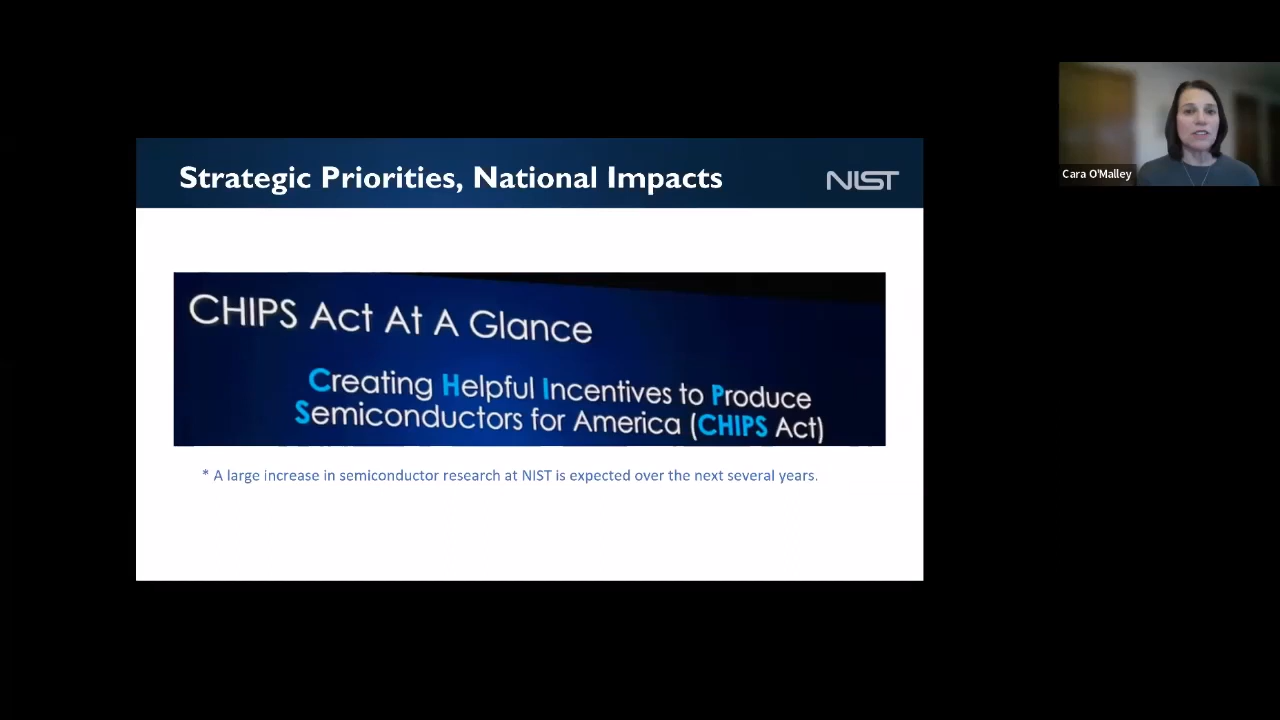 Strategic Priorities, National Impacts
NIST
CHIPS Act At A Glance
Creating Helpful Incentives to Produce
Semiconductors for America (CHIPS Act)
* A large increase in semiconductor research at NIST is expected over the next several years.
Cara O'Malley